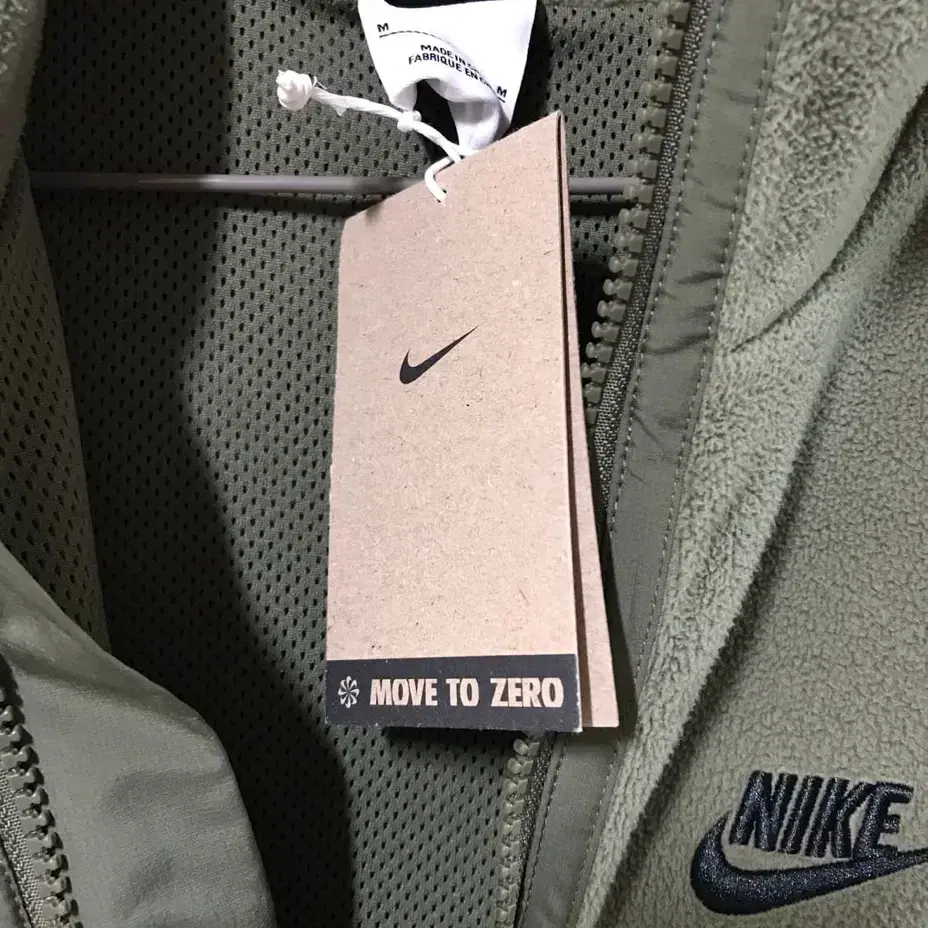 M
MADE IN
FABRIQUE EN
M
MOVE TO ZERO
NIKE